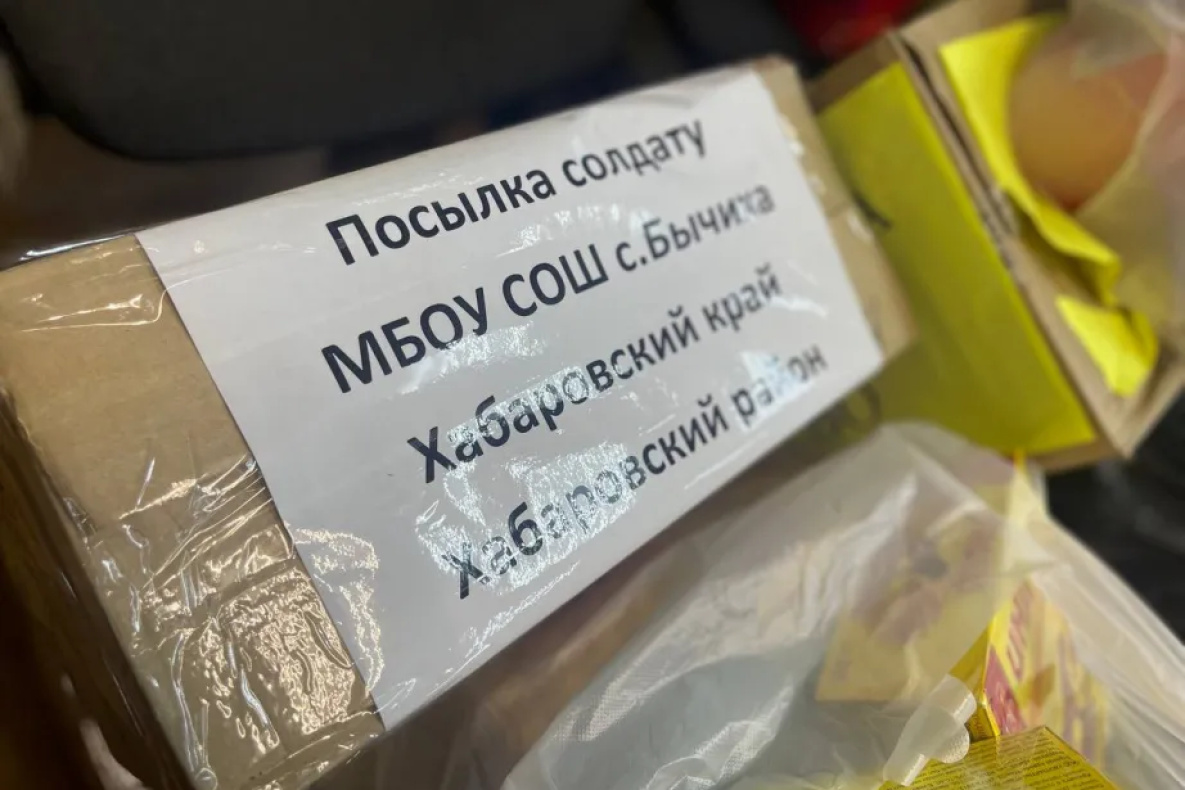 Посылка солдату
МБОУ СОШ с.Бычиха
Хабаровский край
Хабаровский район